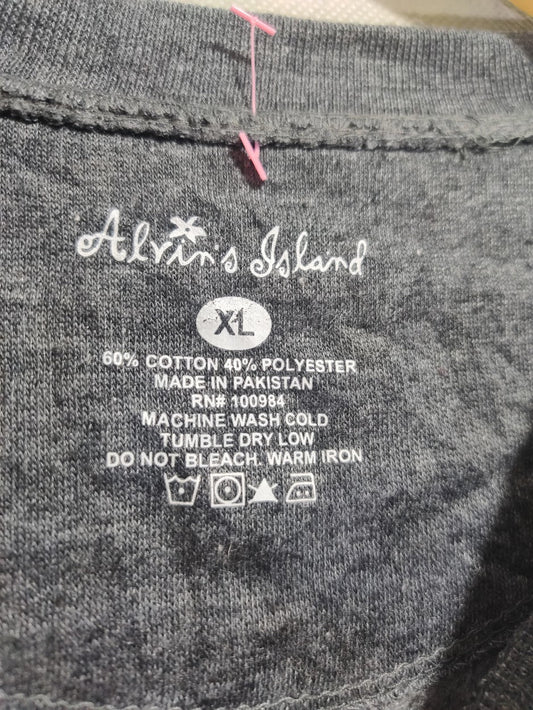 Alvin's Island
XL
60% COTTON 40% POLYESTER
MADE IN PAKISTAN
RN# 100984
MACHINE WASH COLD
TUMBLE DRY LOW
DO NOT BLEACH. WARM IRON